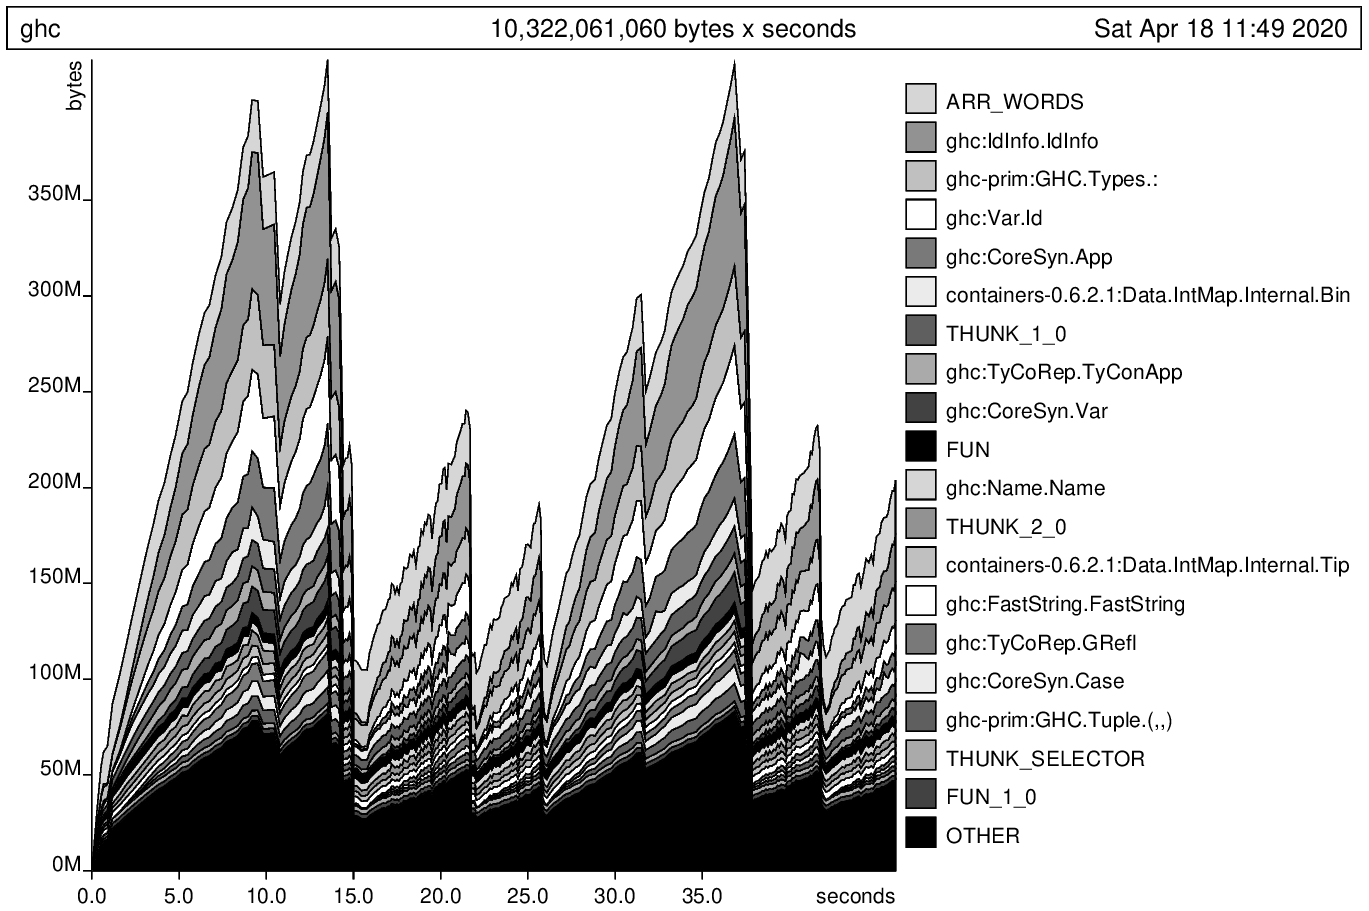 ghc 10,322,061,060 bytes x seconds Sat Apr 18 11:49 2020
bytes
350M
300M
250M
200M
150M
100M
50M
0M
0.0 5.0 10.0 15.0 20.0 25.0 30.0 35.0 seconds
ARR_WORDS
ghc:IdInfo.IdInfo
ghc-prim:GHC.Types.:
ghc:Var.Id
ghc:CoreSyn.App
containers-0.6.2.1:Data.IntMap.Internal.Bin
THUNK_1_0
ghc:TyCoRep.TyConApp
ghc:CoreSyn.Var
FUN
ghc:Name.Name
THUNK_2_0
containers-0.6.2.1:Data.IntMap.Internal.Tip
ghc:FastString.FastString
ghc:TyCoRep.GRefl
ghc:CoreSyn.Case
ghc-prim:GHC.Tuple.(,,)
THUNK_SELECTOR
FUN_1_0
OTHER